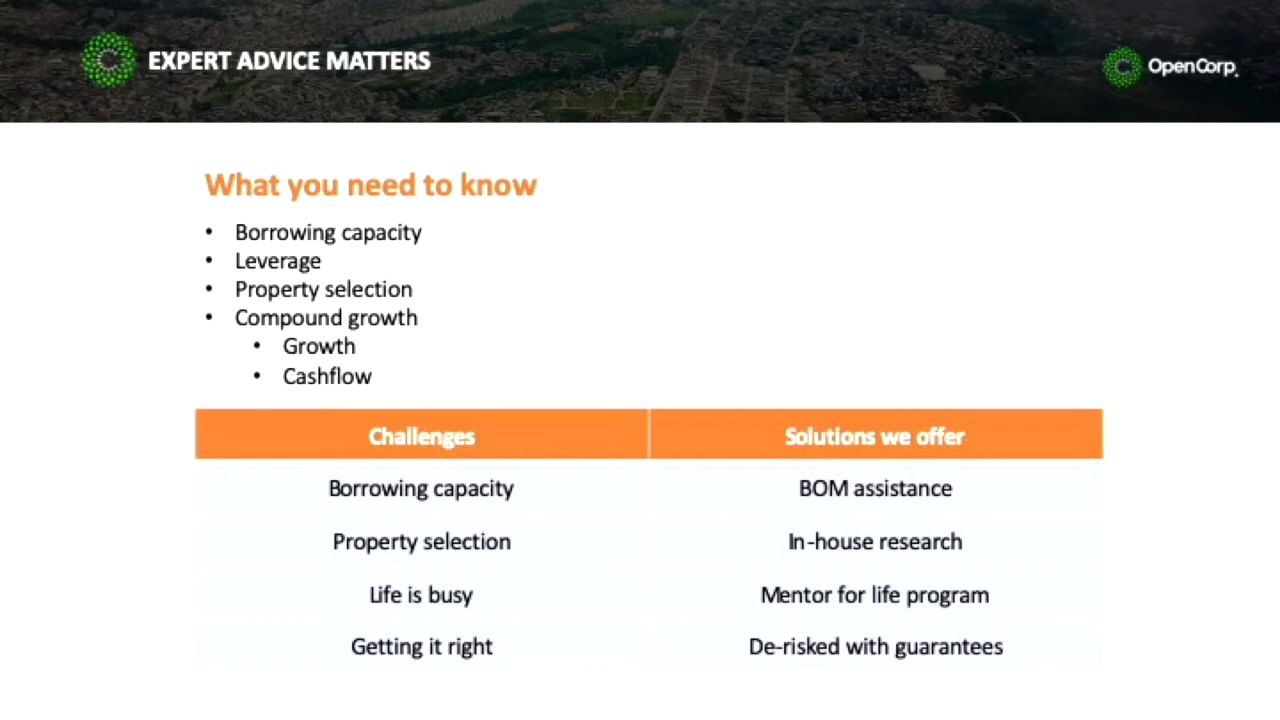 EXPERT ADVICE MATTERS
OpenCorp.
What you need to know
• Borrowing capacity
• Leverage
• Property selection
• Compound growth
• Growth
• Cashflow
Challenges Solutions we offer
Borrowing capacity BOM assistance
Property selection In-house research
Life is busy Mentor for life program
Getting it right De-risked with guarantees